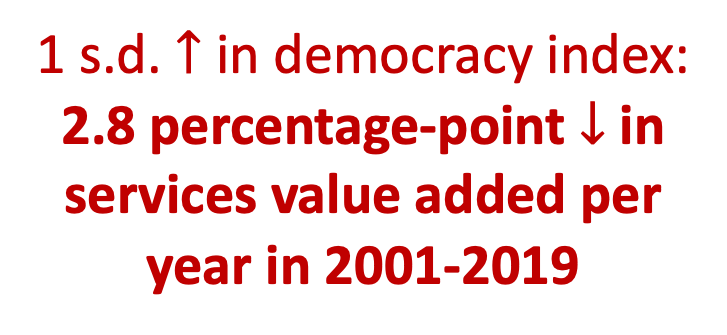 1 s.d. ↑ in democracy index:
2.8 percentage-point ↓ in
services value added per
year in 2001-2019